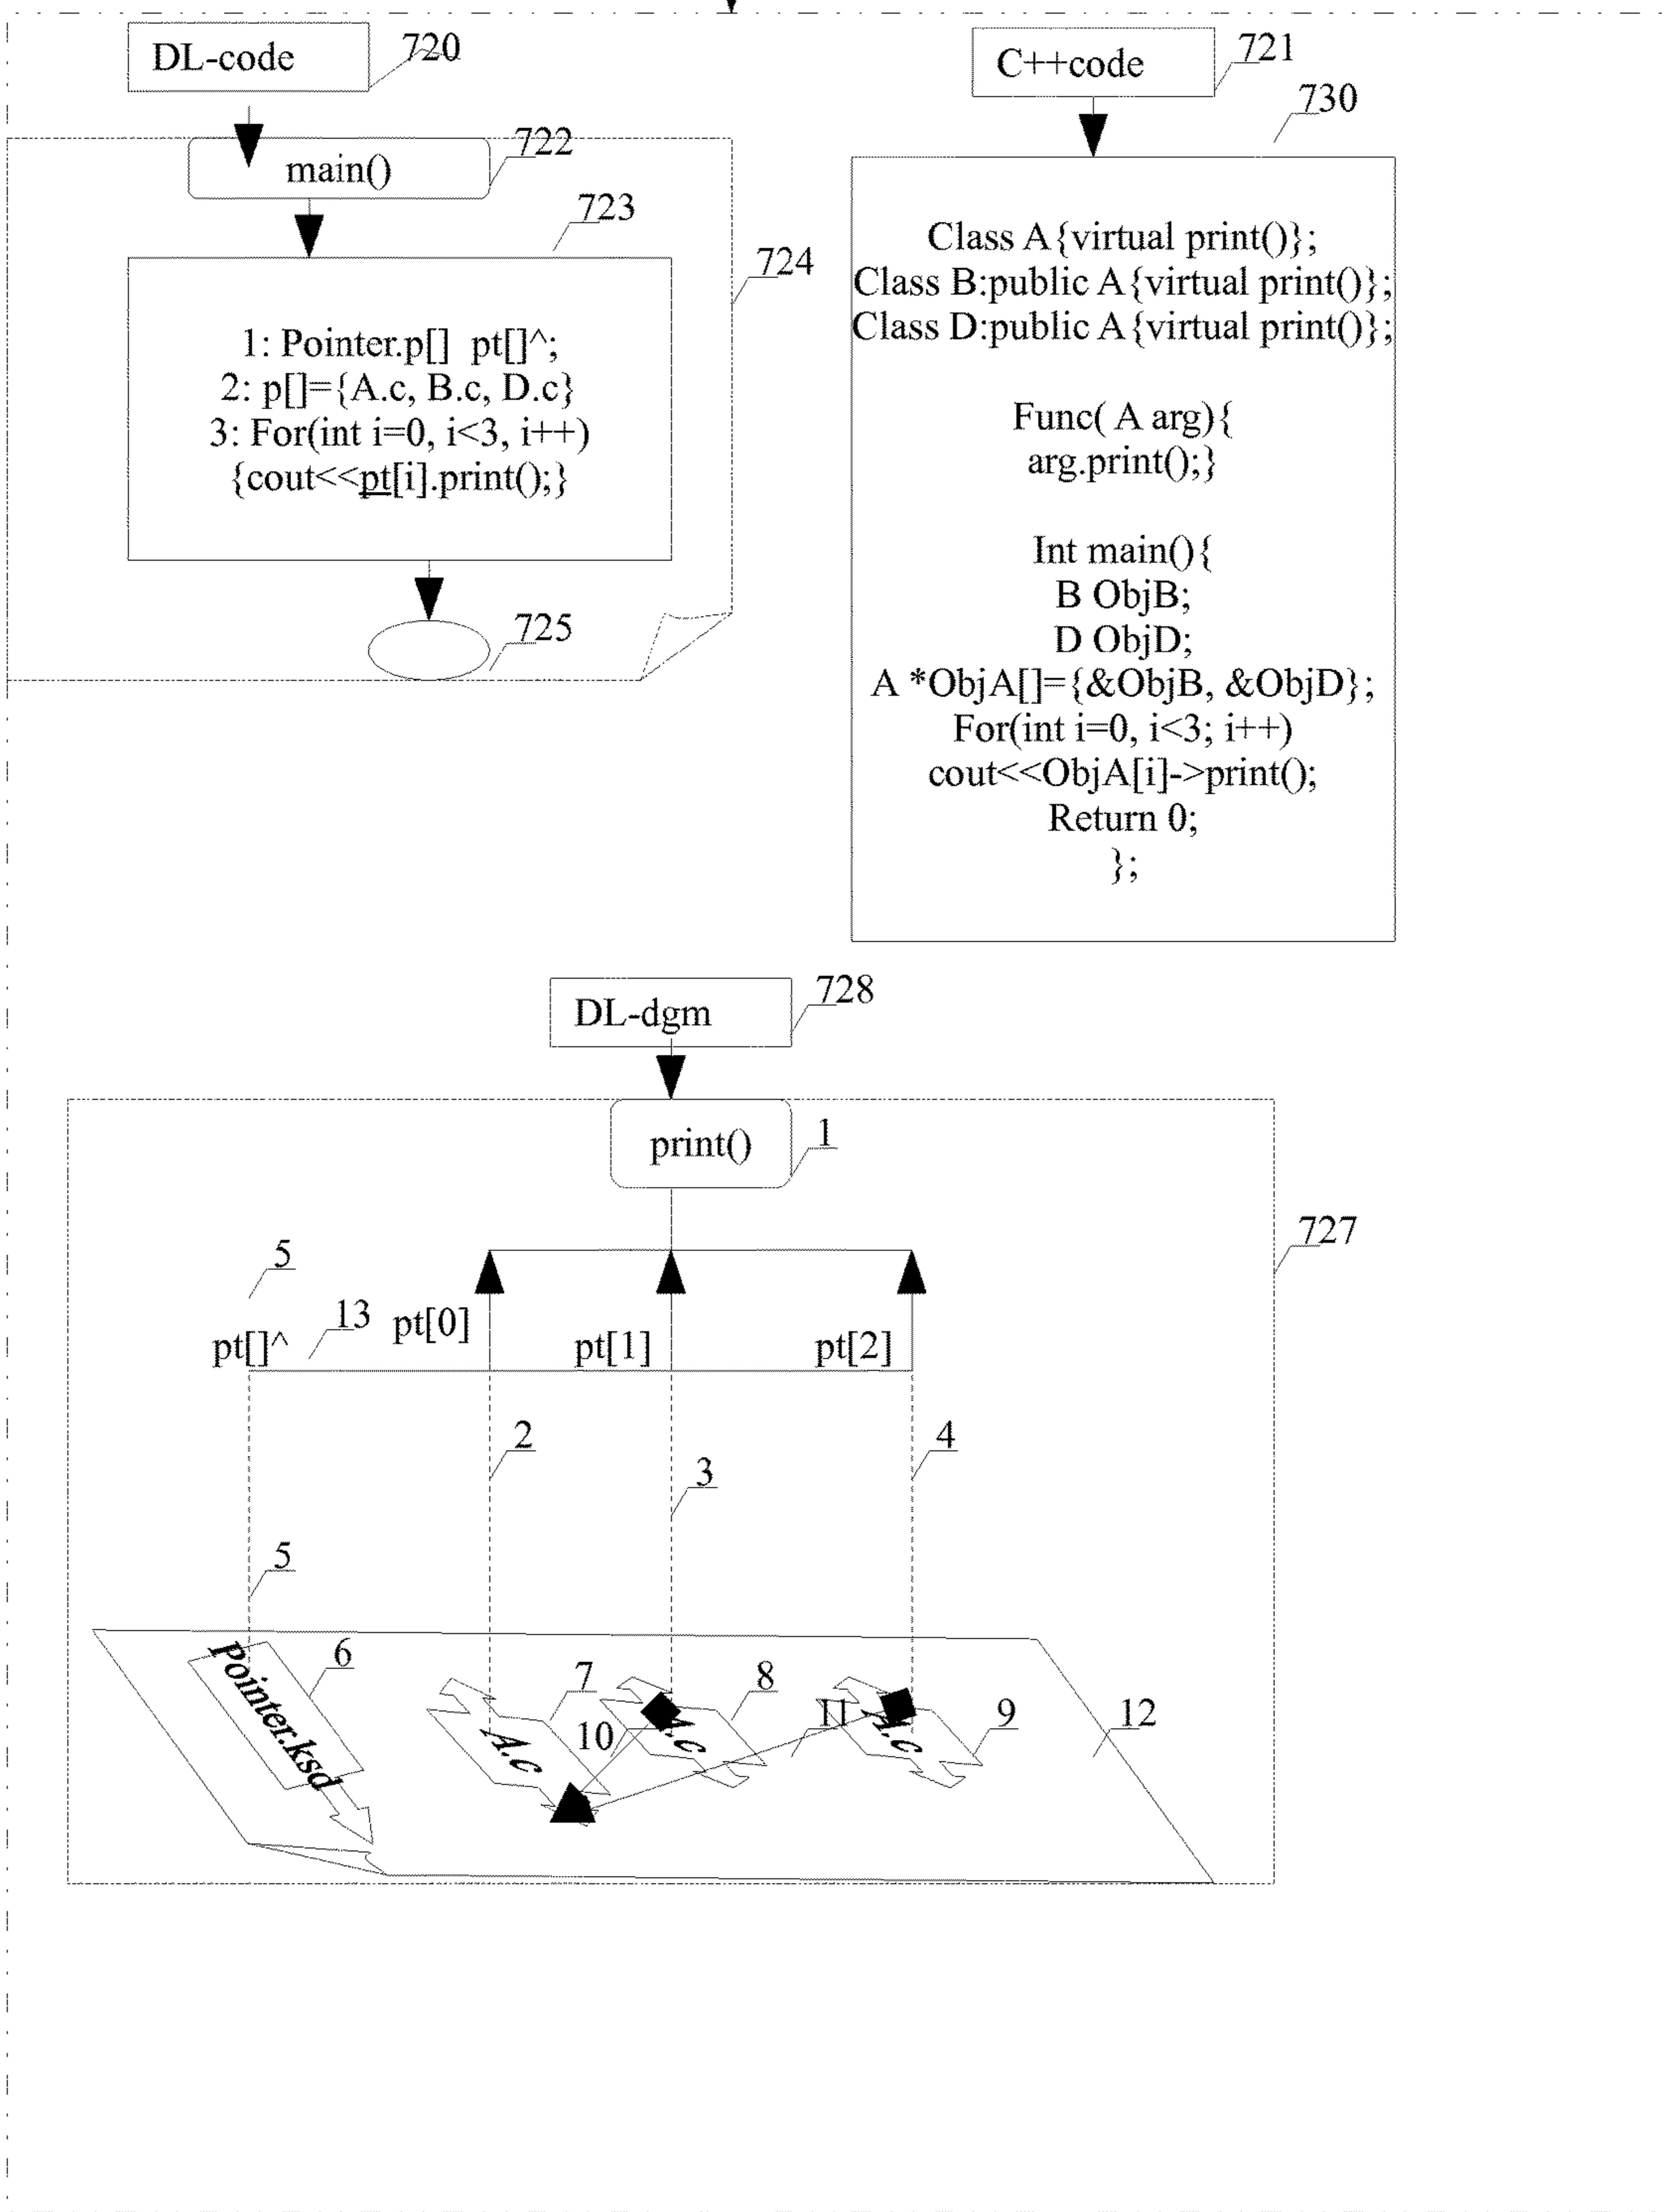 DL-code
720
main()
722
723
724
1: Pointer.p[] pt[]^;
2: p[]={A.c, B.c, D.c}
3: For(int i=0, i<3, i++)
{cout<<pt[i].print();}
725
C++code
721
730
Class A{virtual print()};
Class B:public A{virtual print()};
Class D:public A{virtual print()};
Func( A arg){
arg.print();}
Int main(){
B ObjB;
D ObjD;
A *ObjA[]={&ObjB, &ObjD};
For(int i=0, i<3; i++)
cout<<ObjA[i]->print();
Return 0;
};
DL-dgm
728
print()
1
727
5
13
pt[]^
pt[0]
pt[1]
pt[2]
2
3
4
5
Pointer.ksd
6
A.c
7
10
A.c
8
11
A.c
9
12